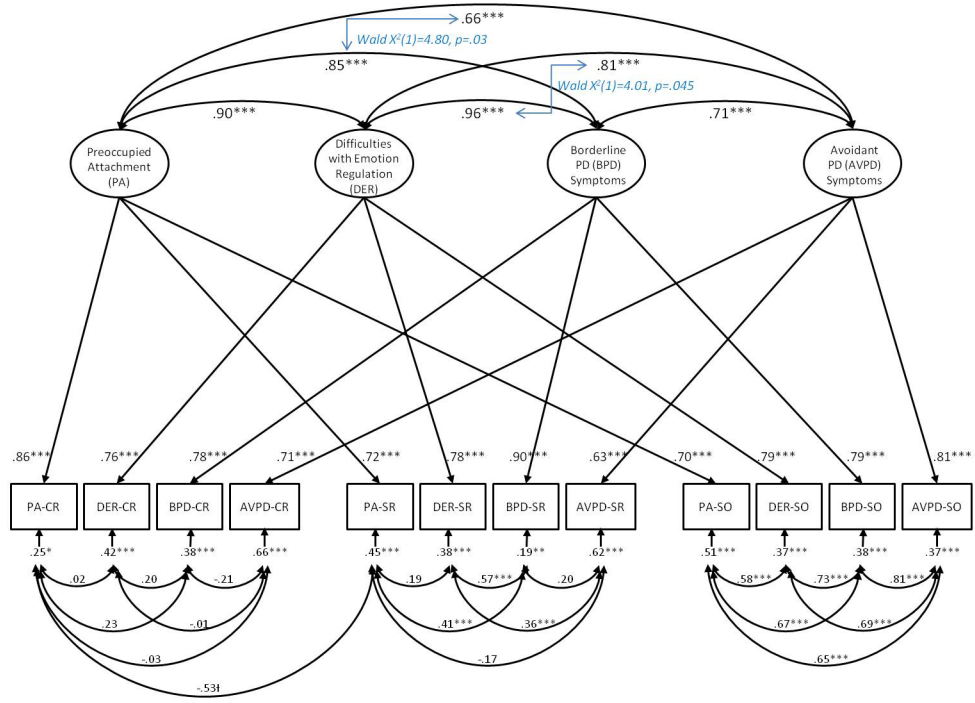 .66***
Wald X²(1)=4.80, p=.03
.85***
.81***
Wald X²(1)=4.01, p=.045
.90***
.96***
.71***
Preoccupied
Attachment
(PA)
Difficulties
with Emotion
Regulation
(DER)
Borderline
PD (BPD)
Symptoms
Avoidant
PD (AVPD)
Symptoms
.86*** .76*** .78*** .71*** .72*** .78*** .90*** .63*** .70*** .79*** .79*** .81***
PA-CR DER-CR BPD-CR AVPD-CR PA-SR DER-SR BPD-SR AVPD-SR PA-SO DER-SO BPD-SO AVPD-SO
.25* .42*** .38*** .66*** .45*** .38*** .19** .62*** .51*** .37*** .38*** .37***
.02 .20 -.21 .19 .57*** .20 .58*** .73*** .81***
.23 -.01 .41*** .36*** .67*** .69***
-.03 -.17 .65***
-.53ƚ